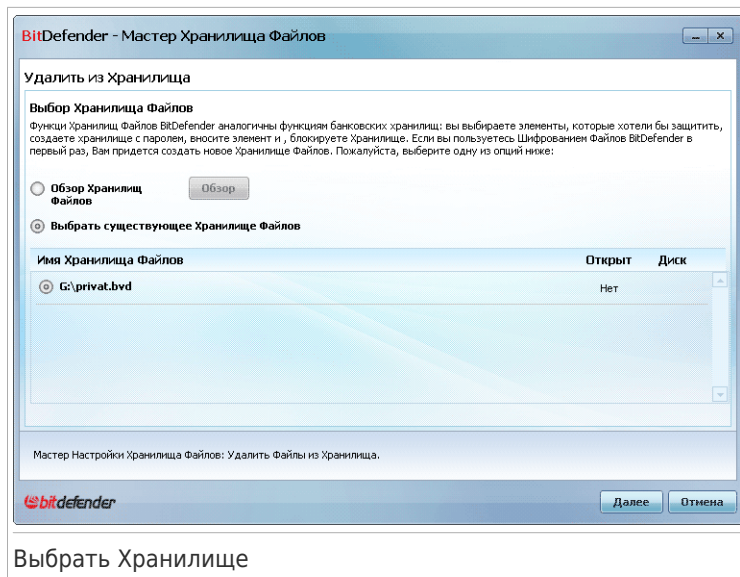 BitDefender - Мастер Хранилища Файлов
Удалить из Хранилища
Выбор Хранилища Файлов
Функци Хранилищ Файлов BitDefender аналогичны функциям банковских хранилищ: вы выбираете элементы, которые хотели бы защитить,
создаете хранилище с паролем, вносите элемент и , блокируете Хранилище. Если вы пользуетесь Шифрованием Файлов BitDefender в
первый раз, Вам придется создать новое Хранилище Файлов. Пожалуйста, выберите одну из опций ниже:
Обзор Хранилищ
Файлов
Обзор
Выбрать существующее Хранилище Файлов
Имя Хранилища Файлов Открыт Диск
G:\privat.bvd Нет
Мастер Настройки Хранилища Файлов: Удалить Файлы из Хранилища.
bitdefender Далее Отмена
Выбрать Хранилище